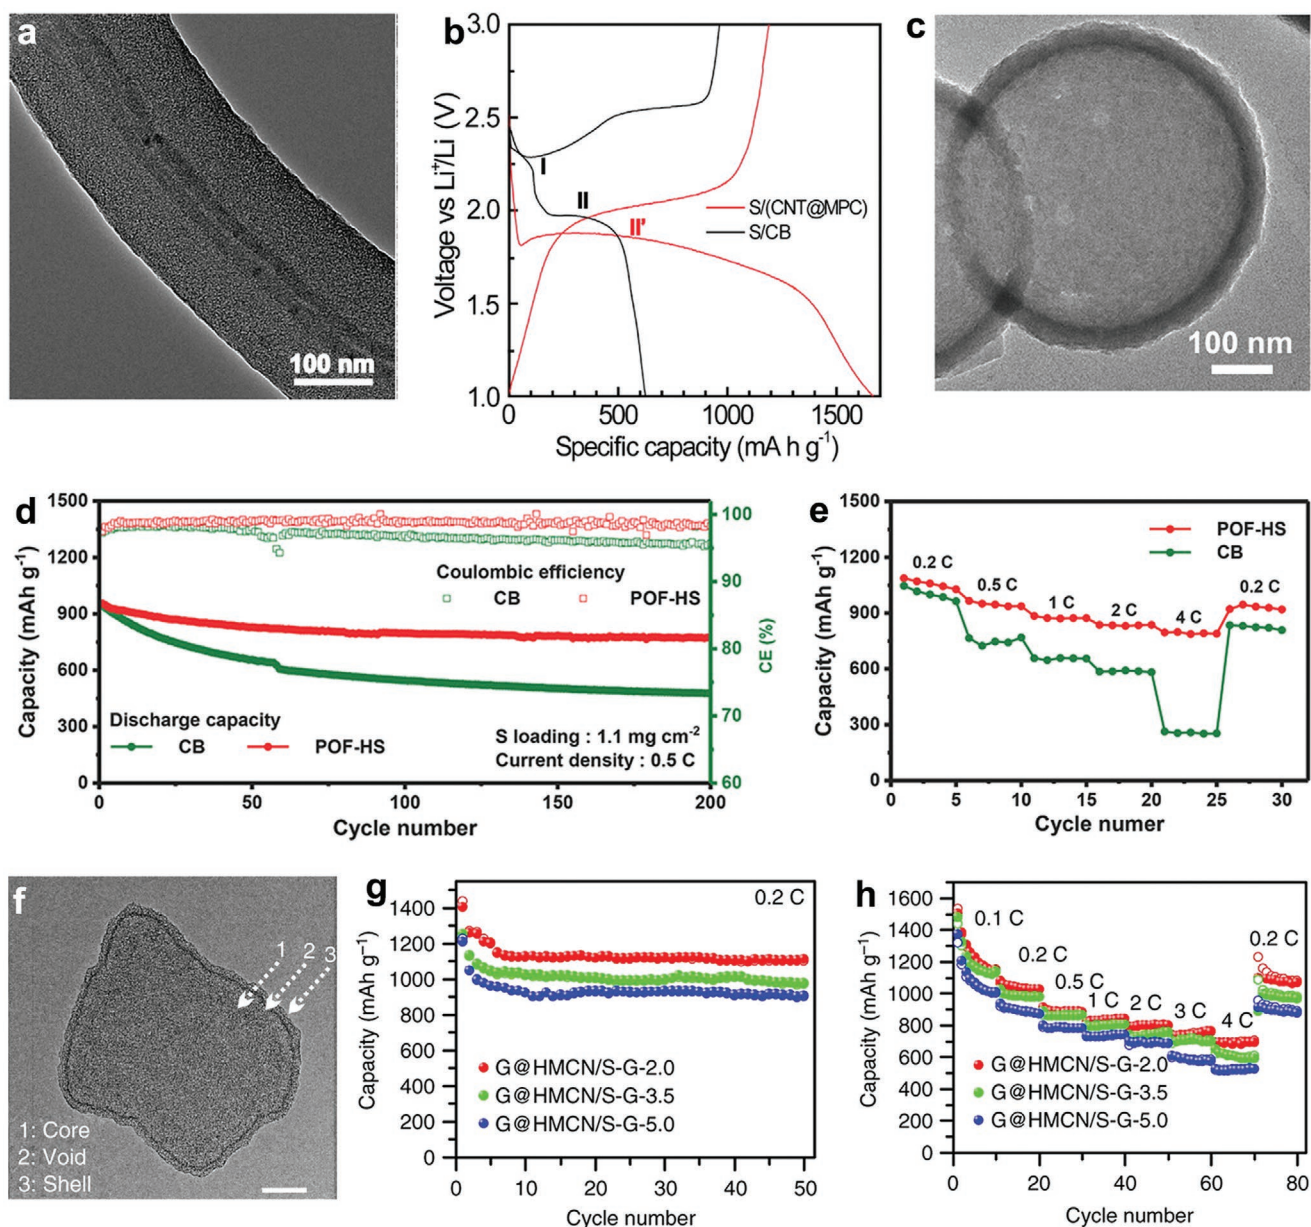 a
100 nm
b
3.0
2.5
2.0
1.5
1.0
Voltage vs Li⁺/Li (V)
I
II
II'
S/(CNT@MPC)
S/CB
0 500 1000 1500
Specific capacity (mA h g⁻¹)
c
100 nm
d
1500
1200
900
600
300
0
Capacity (mAh g⁻¹)
100
90
80
70
60
CE (%)
Coulombic efficiency
CB POF-HS
Discharge capacity
CB POF-HS
S loading : 1.1 mg cm⁻²
Current density : 0.5 C
0 50 100 150 200
Cycle number
e
1500
1200
900
600
300
0
Capacity (mAh g⁻¹)
POF-HS
CB
0.2 C
0.5 C
1 C
2 C
4 C
0.2 C
0 5 10 15 20 25 30
Cycle numer
f
1 2 3
1: Core
2: Void
3: Shell
g
1400
1200
1000
800
600
400
200
0
Capacity (mAh g⁻¹)
0.2 C
G@HMCN/S-G-2.0
G@HMCN/S-G-3.5
G@HMCN/S-G-5.0
0 10 20 30 40 50
Cycle number
h
1600
1400
1200
1000
800
600
400
200
0
Capacity (mAh g⁻¹)
0.1 C
0.2 C
0.5 C
1 C
2 C
3 C
4 C
0.2 C
G@HMCN/S-G-2.0
G@HMCN/S-G-3.5
G@HMCN/S-G-5.0
0 10 20 30 40 50 60 70 80
Cycle number